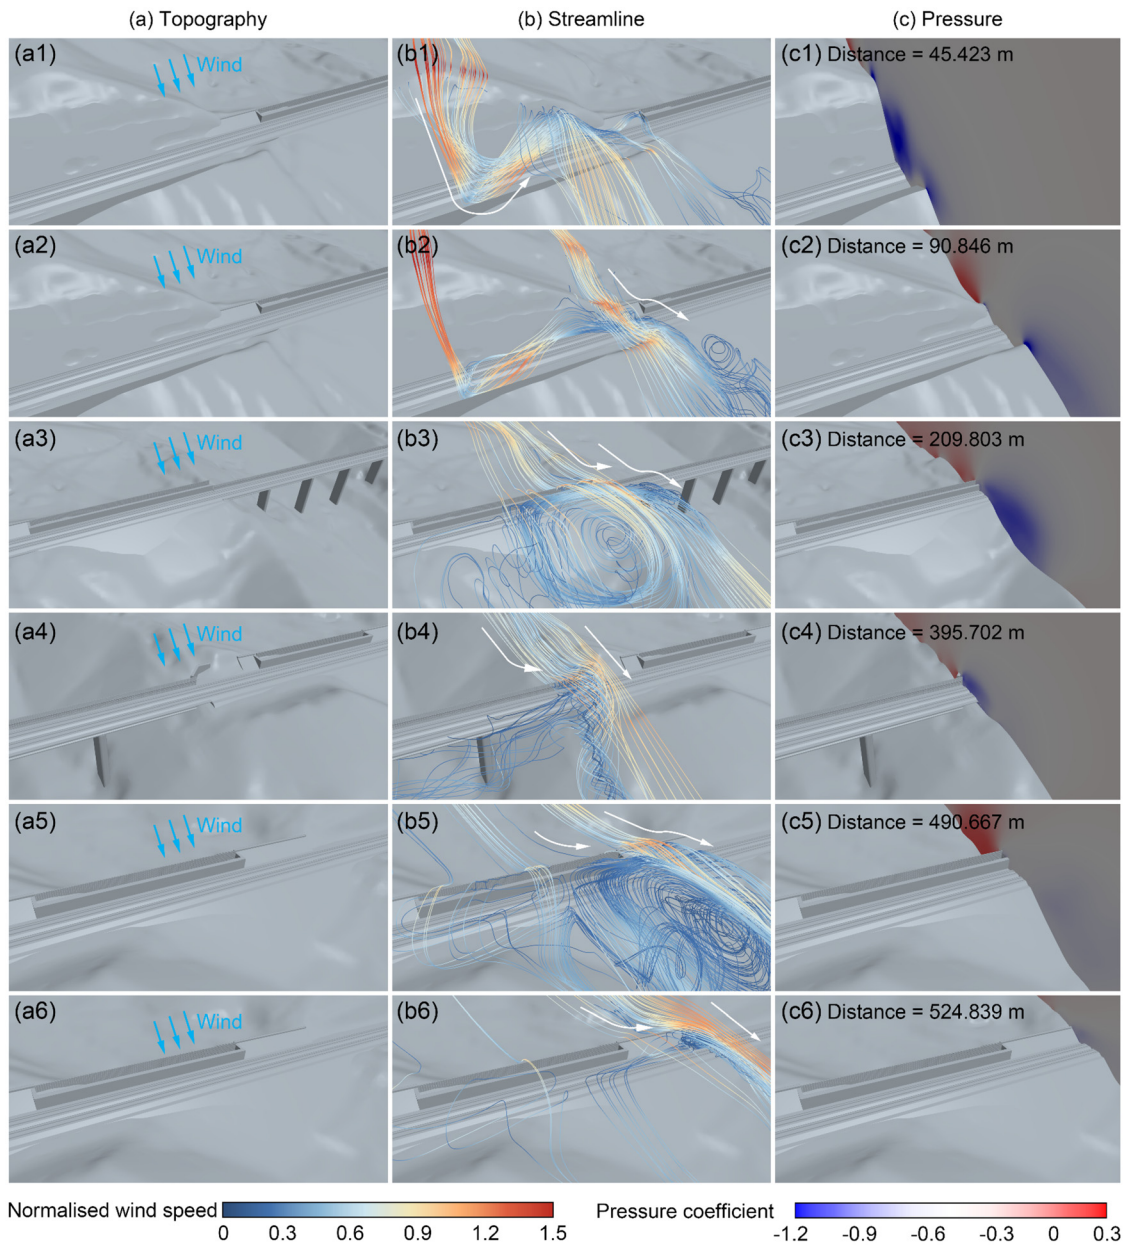 (a) Topography (b) Streamline (c) Pressure
(a1) Wind (b1) (c1) Distance = 45.423 m
(a2) Wind (b2) (c2) Distance = 90.846 m
(a3) Wind (b3) (c3) Distance = 209.803 m
(a4) Wind (b4) (c4) Distance = 395.702 m
(a5) Wind (b5) (c5) Distance = 490.667 m
(a6) Wind (b6) (c6) Distance = 524.839 m
Normalised wind speed
0 0.3 0.6 0.9 1.2 1.5
Pressure coefficient
-1.2 -0.9 -0.6 -0.3 0 0.3